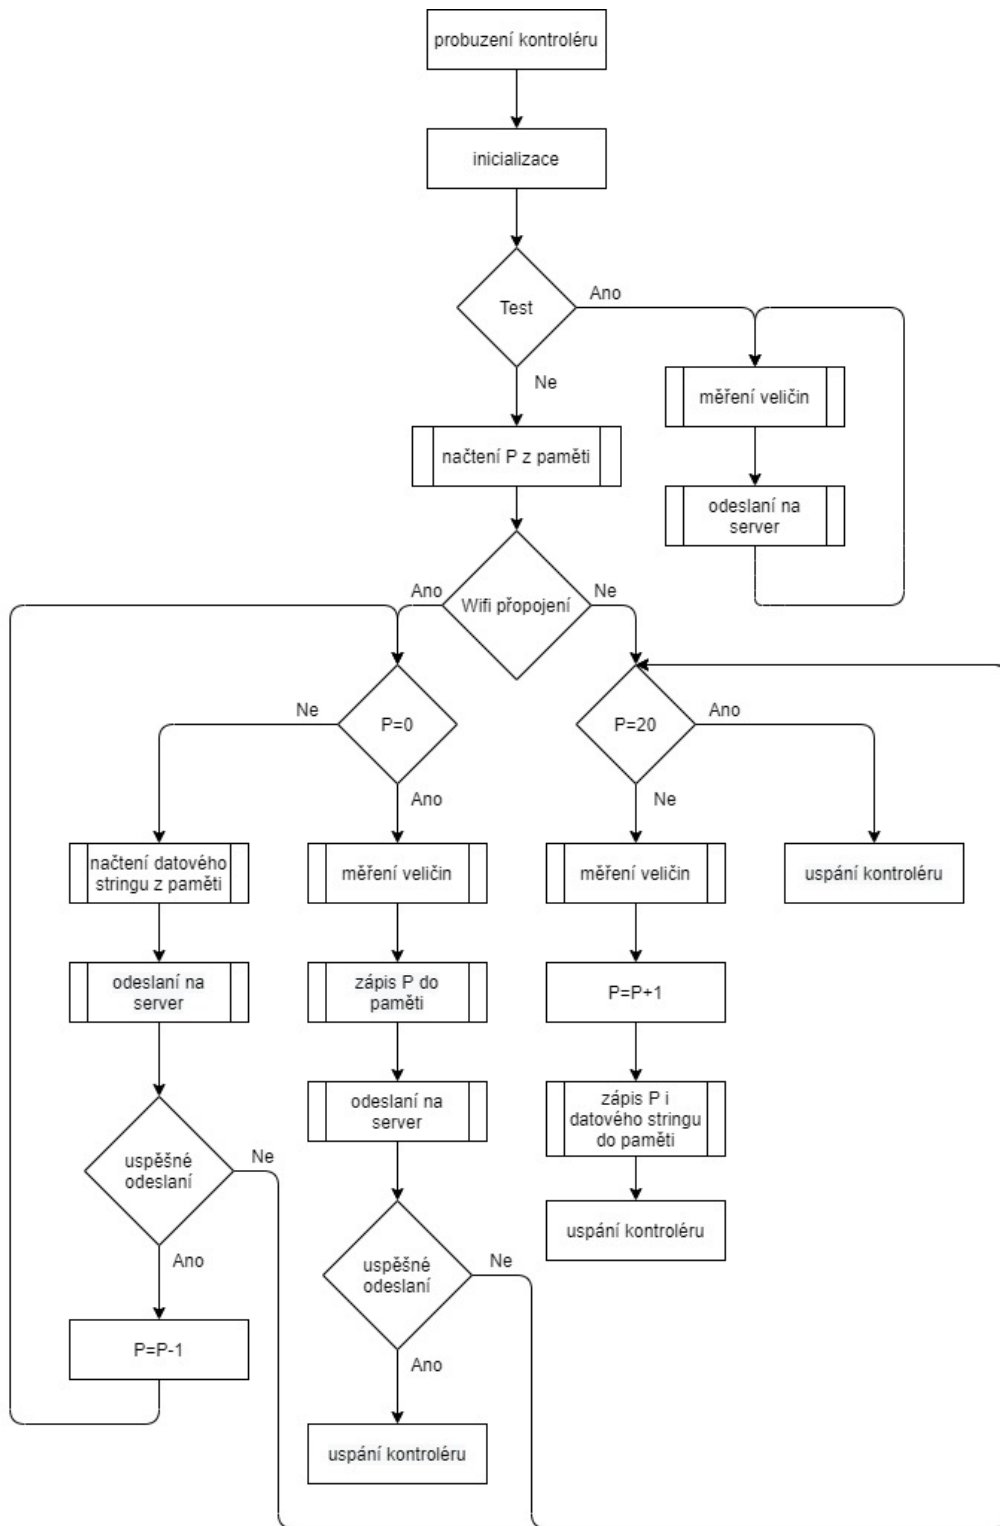 probuzení kontroléru
inicializace
Test
Ano
Ne
měření veličin
načtení P z paměti
odeslaní na
server
Ano
Wifi přopojení
Ne
P=0
Ne
Ano
P=20
Ano
Ne
načtení datového
stringu z paměti
měření veličin
měření veličin
uspání kontroléru
odeslaní na
server
zápis P do
paměti
P=P+1
odeslaní na
server
zápis P i
datového stringu
do paměti
uspěšné
odeslaní
Ne
Ano
uspání kontroléru
uspěšné
odeslaní
Ne
Ano
P=P-1
uspání kontroléru